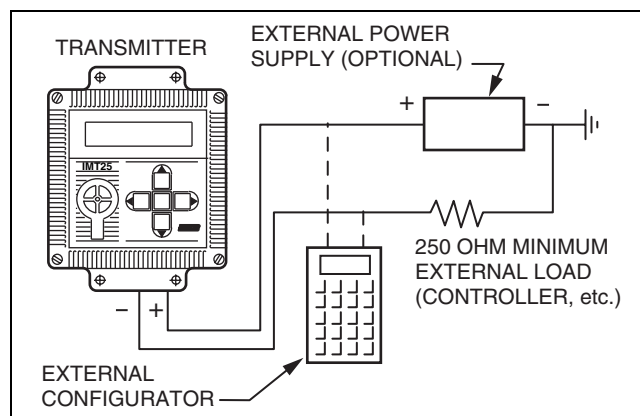 TRANSMITTER
EXTERNAL POWER
SUPPLY (OPTIONAL)
+
−
IMT25
250 OHM MINIMUM
EXTERNAL LOAD
(CONTROLLER, etc.)
− +
EXTERNAL
CONFIGURATOR